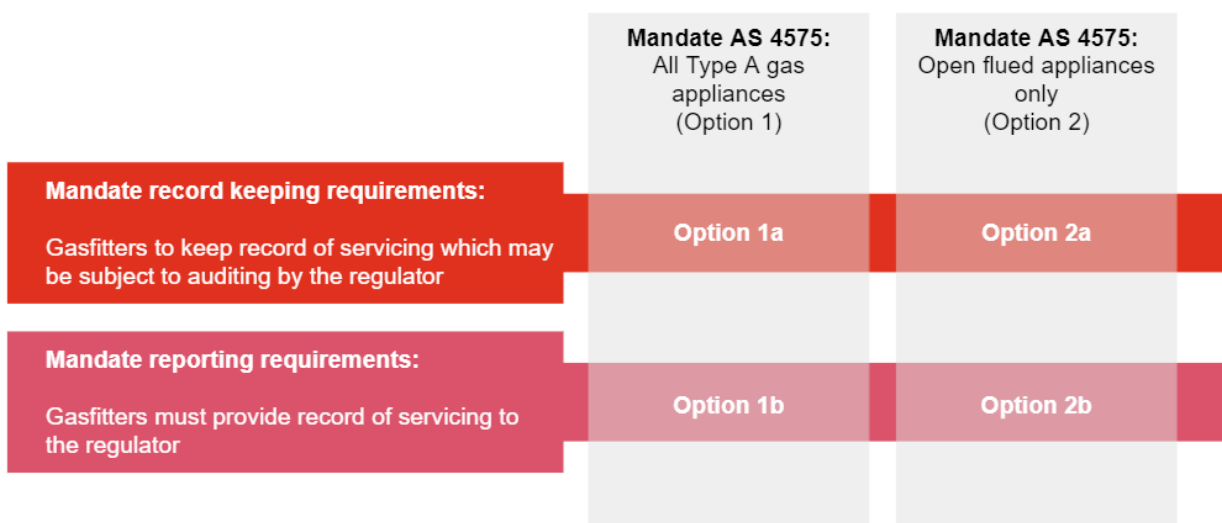 Mandate AS 4575:
All Type A gas
appliances
(Option 1)
Mandate AS 4575:
Open flued appliances
only
(Option 2)
Mandate record keeping requirements:
Gasfitters to keep record of servicing which may
be subject to auditing by the regulator
Option 1a
Option 2a
Mandate reporting requirements:
Gasfitters must provide record of servicing to
the regulator
Option 1b
Option 2b